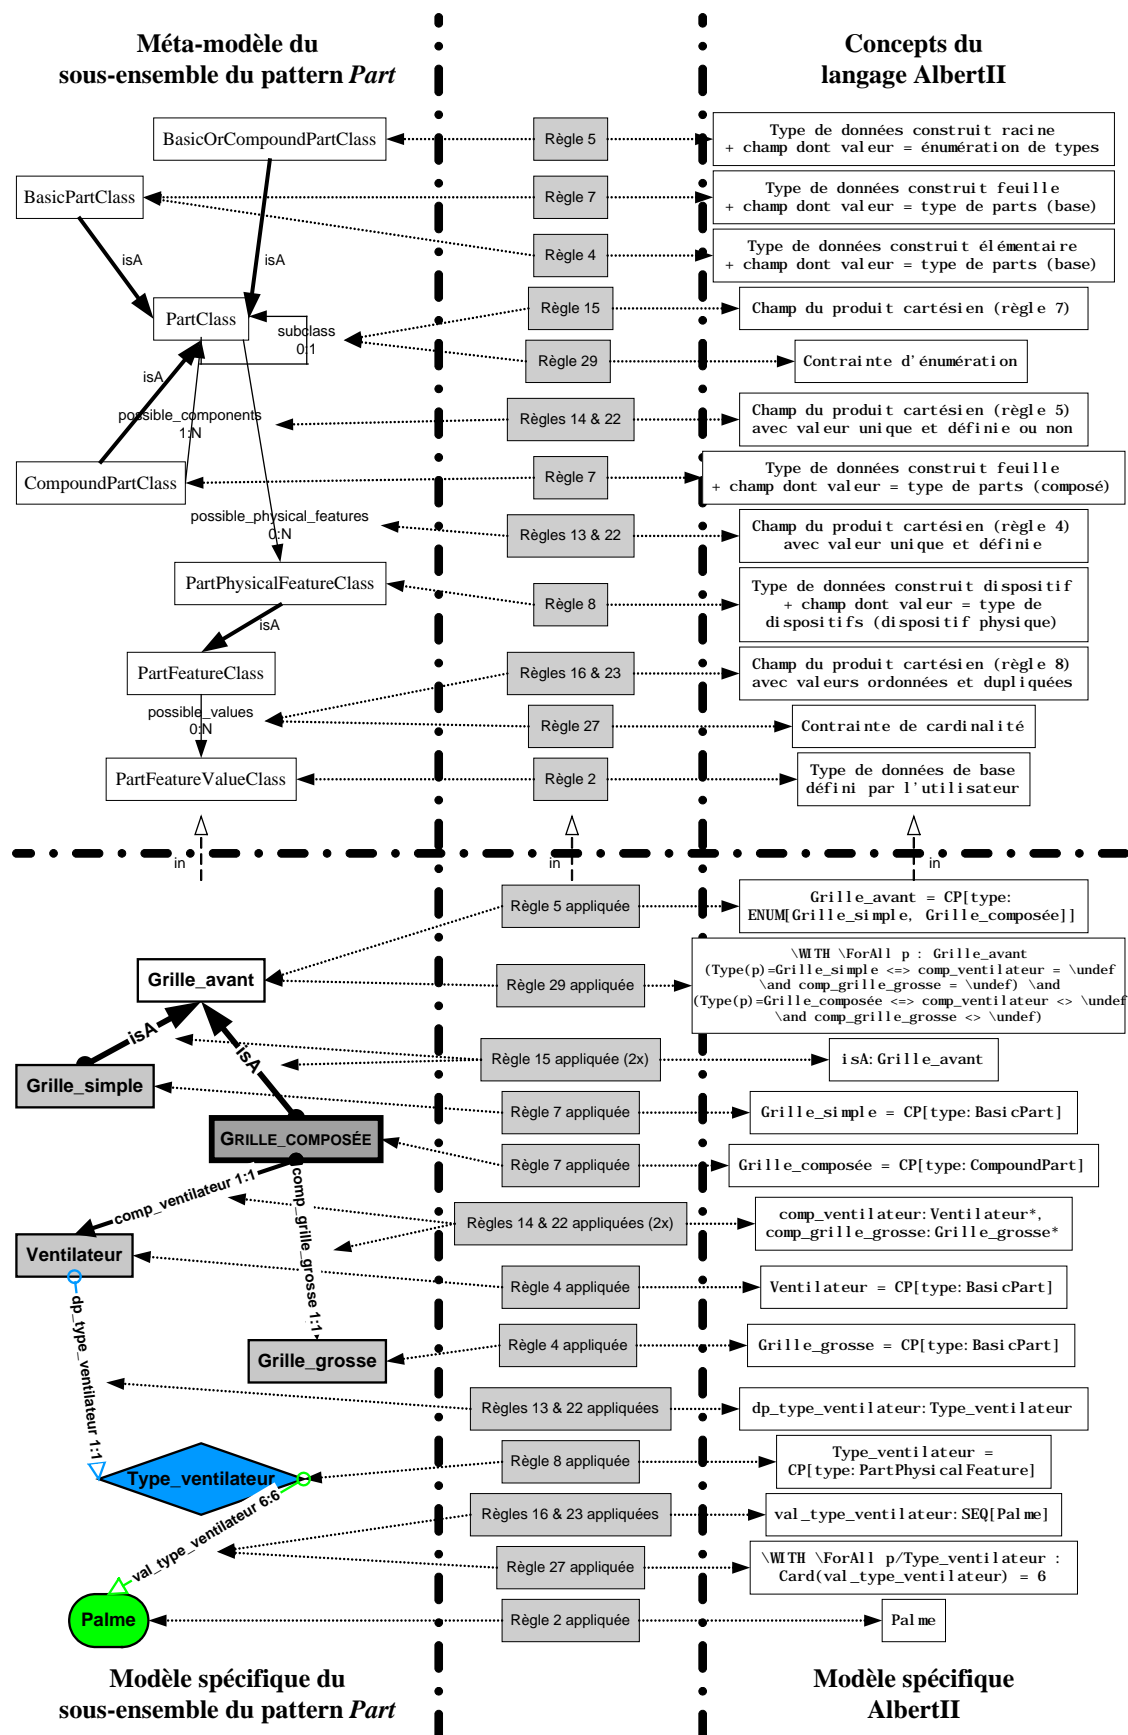 Méta-modèle du
sous-ensemble du pattern Part
Concepts du
langage AlbertII
BasicOrCompoundPartClass
Règle 5
Type de données construit racine
+ champ dont valeur = énumération de types
BasicPartClass
Règle 7
Type de données construit feuille
+ champ dont valeur = type de parts (base)
isA
isA
Règle 4
Type de données construit élémentaire
+ champ dont valeur = type de parts (base)
PartClass
subclass
0:1
Règle 15
Champ du produit cartésien (règle 7)
Règle 29
Contrainte d'énumération
isA
possible_components
1:N
Règles 14 & 22
Champ du produit cartésien (règle 5)
avec valeur unique et définie ou non
CompoundPartClass
Règle 7
Type de données construit feuille
+ champ dont valeur = type de parts (composé)
possible_physical_features
0:N
Règles 13 & 22
Champ du produit cartésien (règle 4)
avec valeur unique et définie
PartPhysicalFeatureClass
Règle 8
Type de données construit dispositif
+ champ dont valeur = type de
dispositifs (dispositif physique)
isA
PartFeatureClass
Règles 16 & 23
Champ du produit cartésien (règle 8)
avec valeurs ordonnées et dupliquées
possible_values
0:N
Règle 27
Contrainte de cardinalité
PartFeatureValueClass
Règle 2
Type de données de base
défini par l'utilisateur
in
in
in
Règle 5 appliquée
Grille_avant = CP[type:
ENUM[Grille_simple, Grille_composée]]
Grille_avant
Règle 29 appliquée
\WITH \ForAll p : Grille_avant
(Type(p)=Grille_simple <=> comp_ventilateur = \undef
\and comp_grille_grosse = \undef) \and
(Type(p)=Grille_composée <=> comp_ventilateur <> \undef
\and comp_grille_grosse <> \undef)
isA
isA
Règle 15 appliquée (2x)
isA:Grille_avant
Grille_simple
Règle 7 appliquée
Grille_simple = CP[type:BasicPart]
GRILLE_COMPOSÉE
Règle 7 appliquée
Grille_composée = CP[type:CompoundPart]
comp_ventilateur 1:1
comp_grille_grosse 1:1
Règles 14 & 22 appliquées (2x)
comp_ventilateur:Ventilateur*,
comp_grille_grosse:Grille_grosse*
Ventilateur
Règle 4 appliquée
Ventilateur = CP[type:BasicPart]
dp_type_ventilateur 1:1
Grille_grosse
Règle 4 appliquée
Grille_grosse = CP[type:BasicPart]
Règles 13 & 22 appliquées
dp_type_ventilateur:Type_ventilateur
Type_ventilateur
Règle 8 appliquée
Type_ventilateur =
CP[type:PartPhysicalFeature]
val_type_ventilateur 6:6
Règles 16 & 23 appliquées
val_type_ventilateur:SEQ[Palme]
Règle 27 appliquée
\WITH \ForAll p/Type_ventilateur :
Card(val_type_ventilateur) = 6
Palme
Règle 2 appliquée
Palme
Modèle spécifique du
sous-ensemble du pattern Part
Modèle spécifique
AlbertII